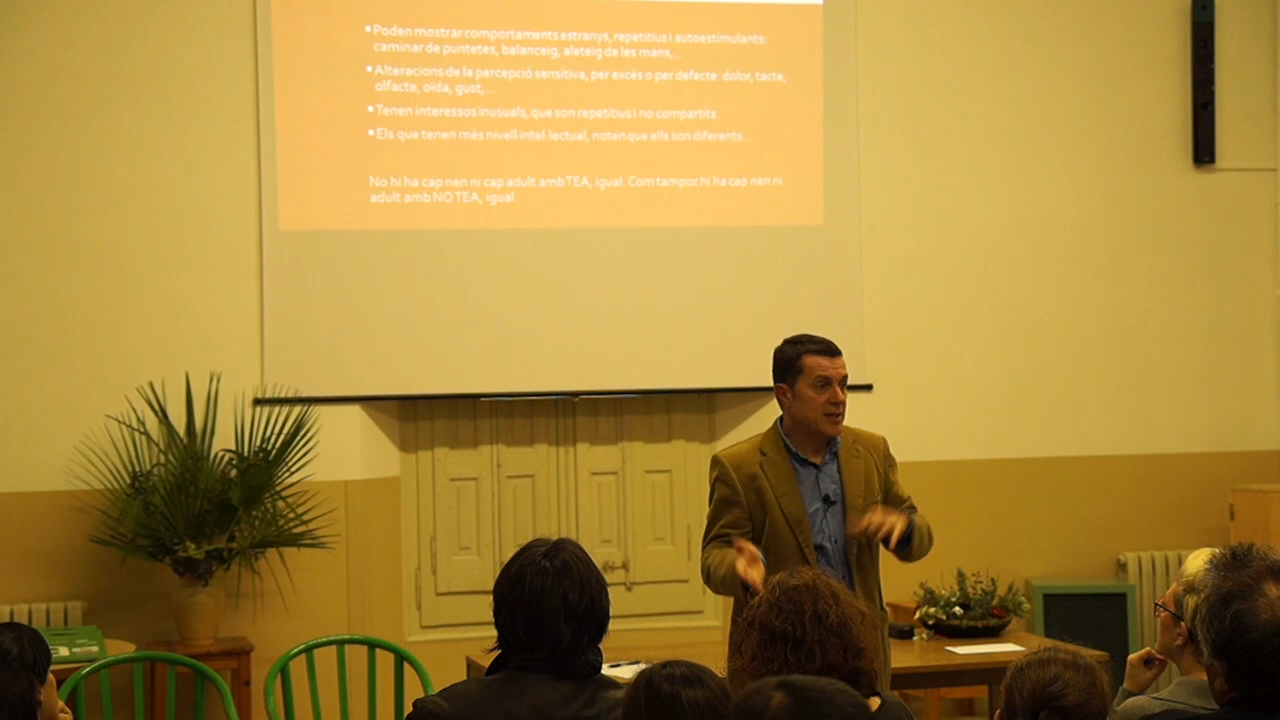 ▪Poden mostrar comportaments estranys, repetitius i autoestimulants:
caminar de puntetes, balanceig, aleteig de les mans,...
▪Alteracions de la percepció sensitiva, per excés o per defecte: dolor, tacte,
olfacte, oïda, gust,...
▪Tenen interessos inusuals, que son repetitius i no compartits.
▪Els que tenen més nivell intel·lectual, noten que ells son diferents...
No hi ha cap nen ni cap adult amb TEA, igual. Com tampoc hi ha cap nen ni
adult amb NO TEA, igual.